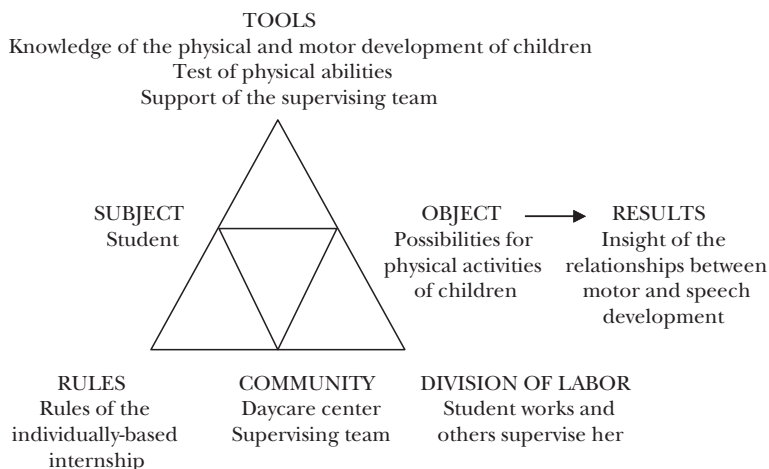 TOOLS
Knowledge of the physical and motor development of children
Test of physical abilities
Support of the supervising team
SUBJECT
Student
OBJECT
Possibilities for
physical activities
of children
RESULTS
Insight of the
relationships between
motor and speech
development
RULES
Rules of the
individually-based
internship
COMMUNITY
Daycare center
Supervising team
DIVISION OF LABOR
Student works and
others supervise her